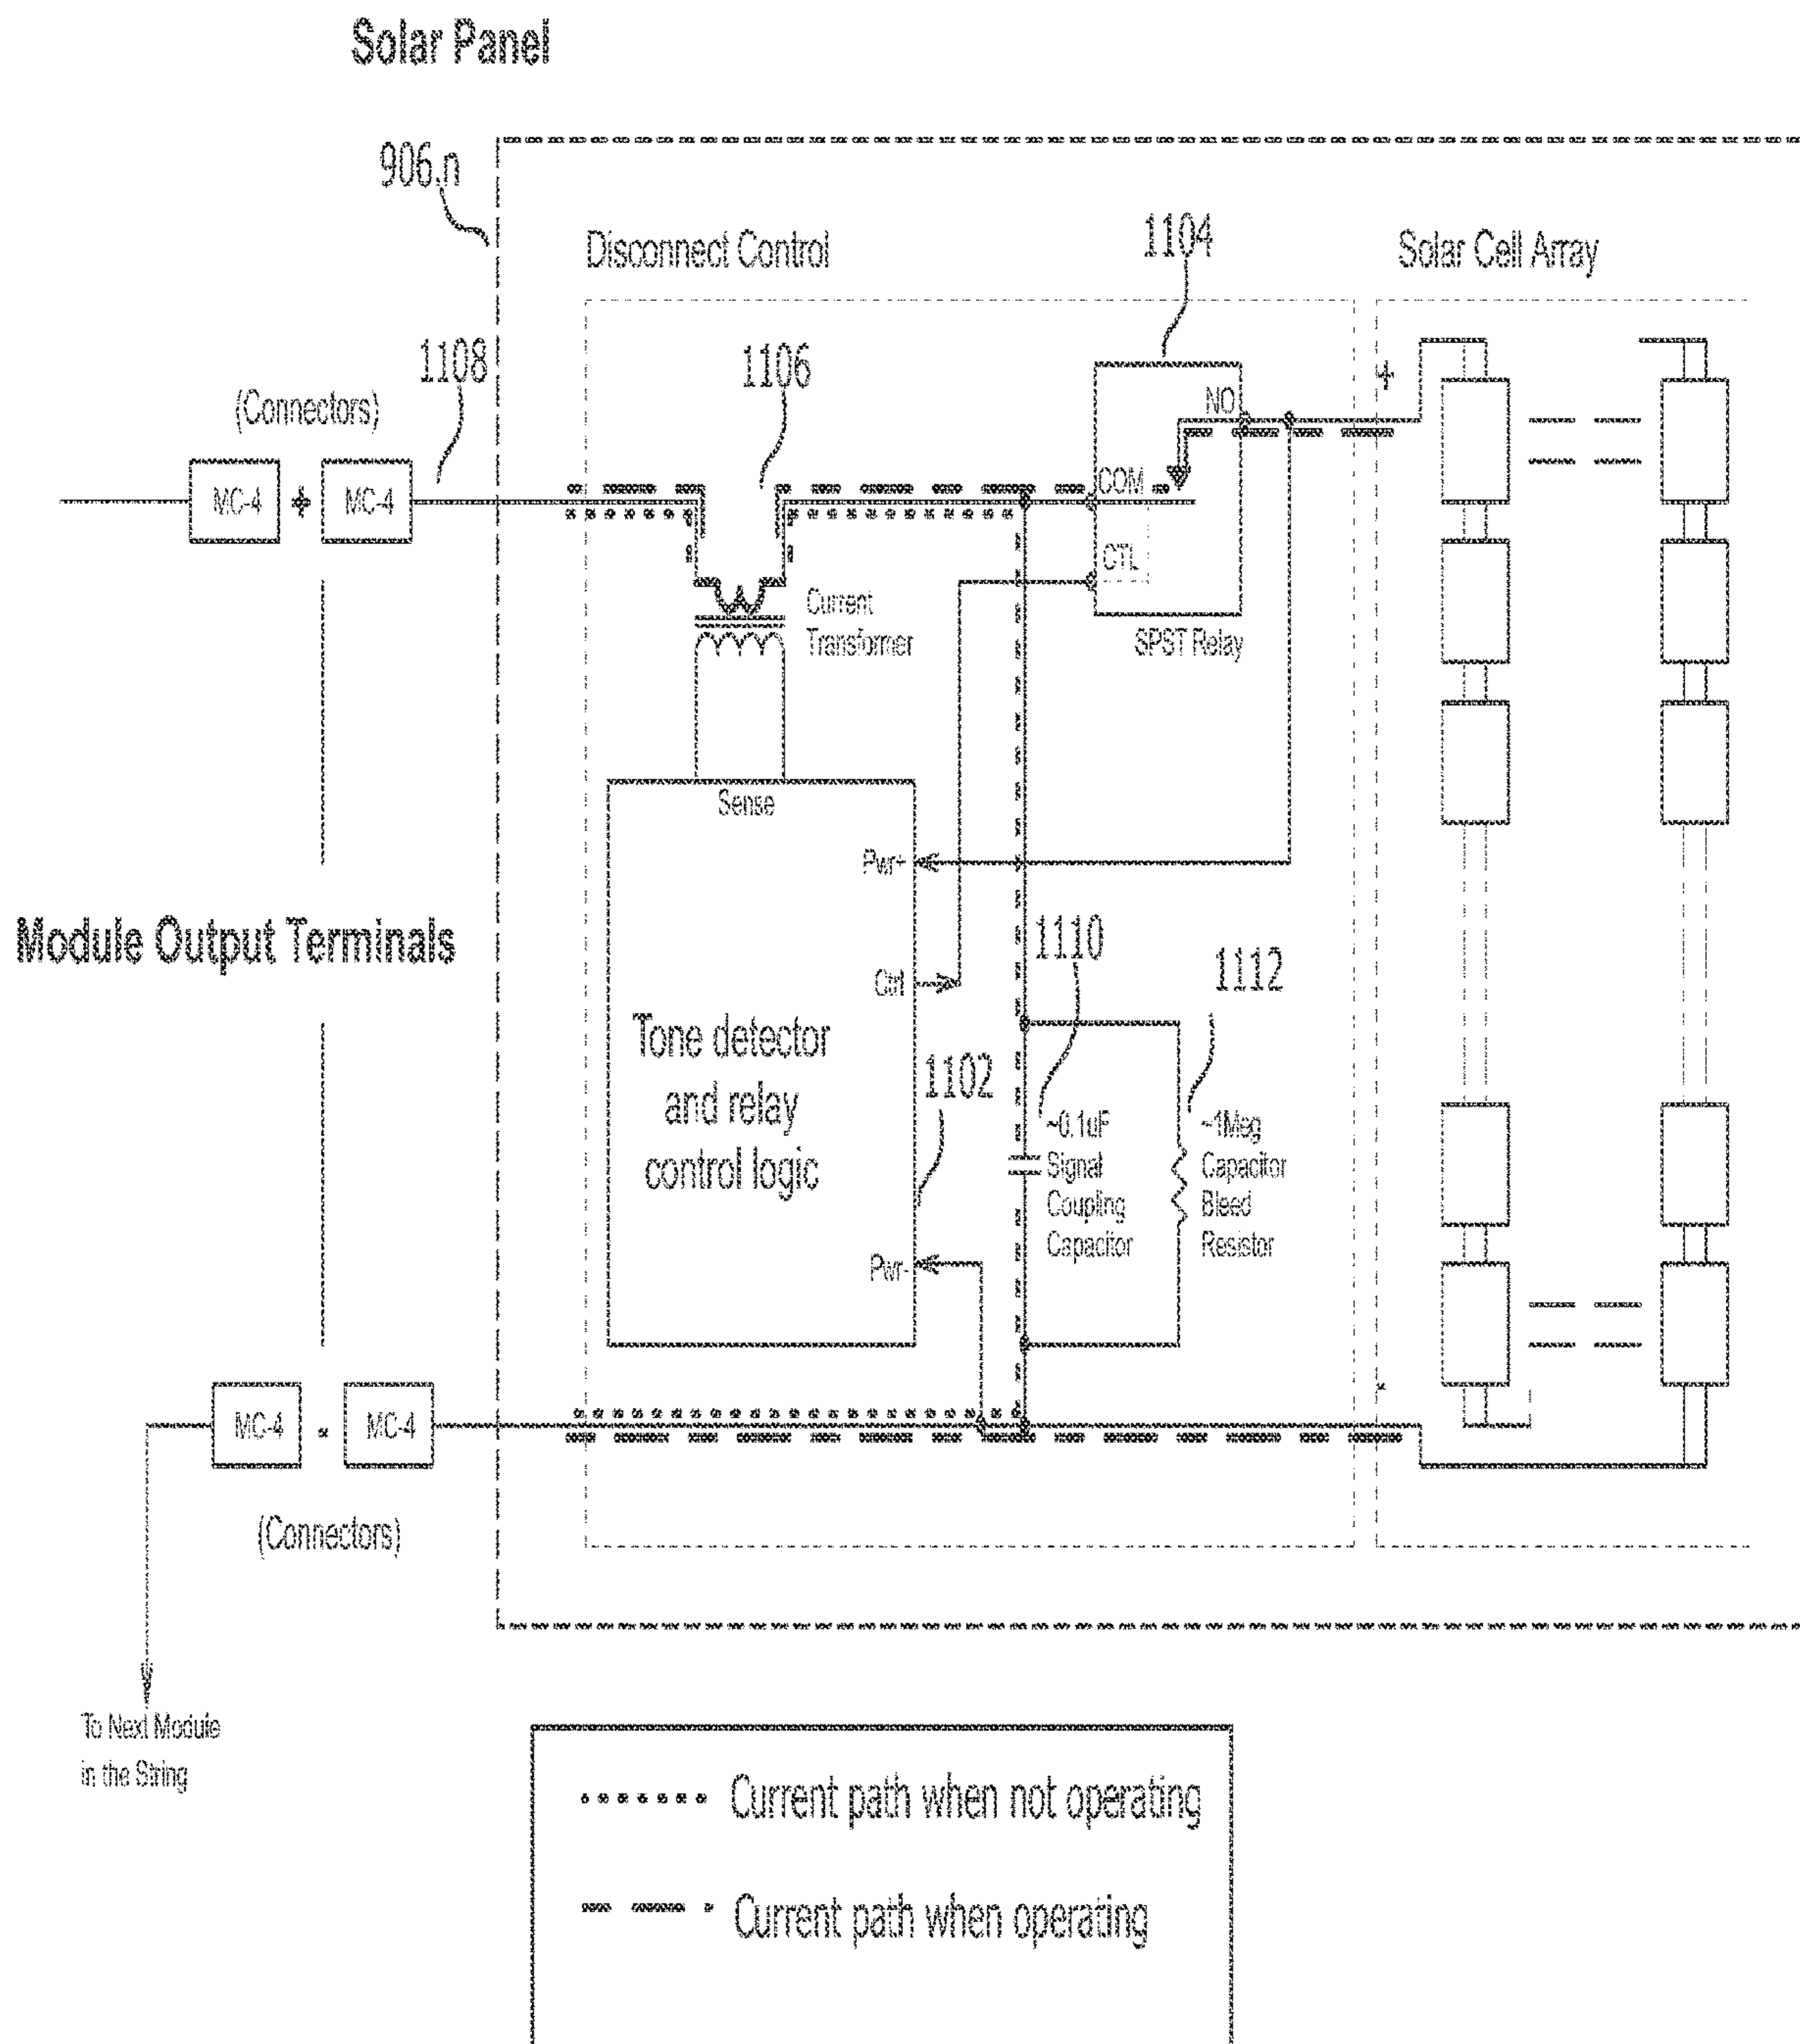 Solar Panel
906.n
Disconnect Control
1104
Solar Cell Array
1108
1106
(Connectors)
NO
+
MC-4 + MC-4
COM
CTL
Current
Transformer
SPST Relay
Sense
Pwr+
Module Output Terminals
1110
1112
Ctrl
Tone detector
and relay
control logic
1102
~0.1uF
Signal
Coupling
Capacitor
~1Meg
Capacitor
Bleed
Resistor
Pwr-
-
MC-4 - MC-4
(Connectors)
To Next Module
in the String
Current path when not operating
Current path when operating